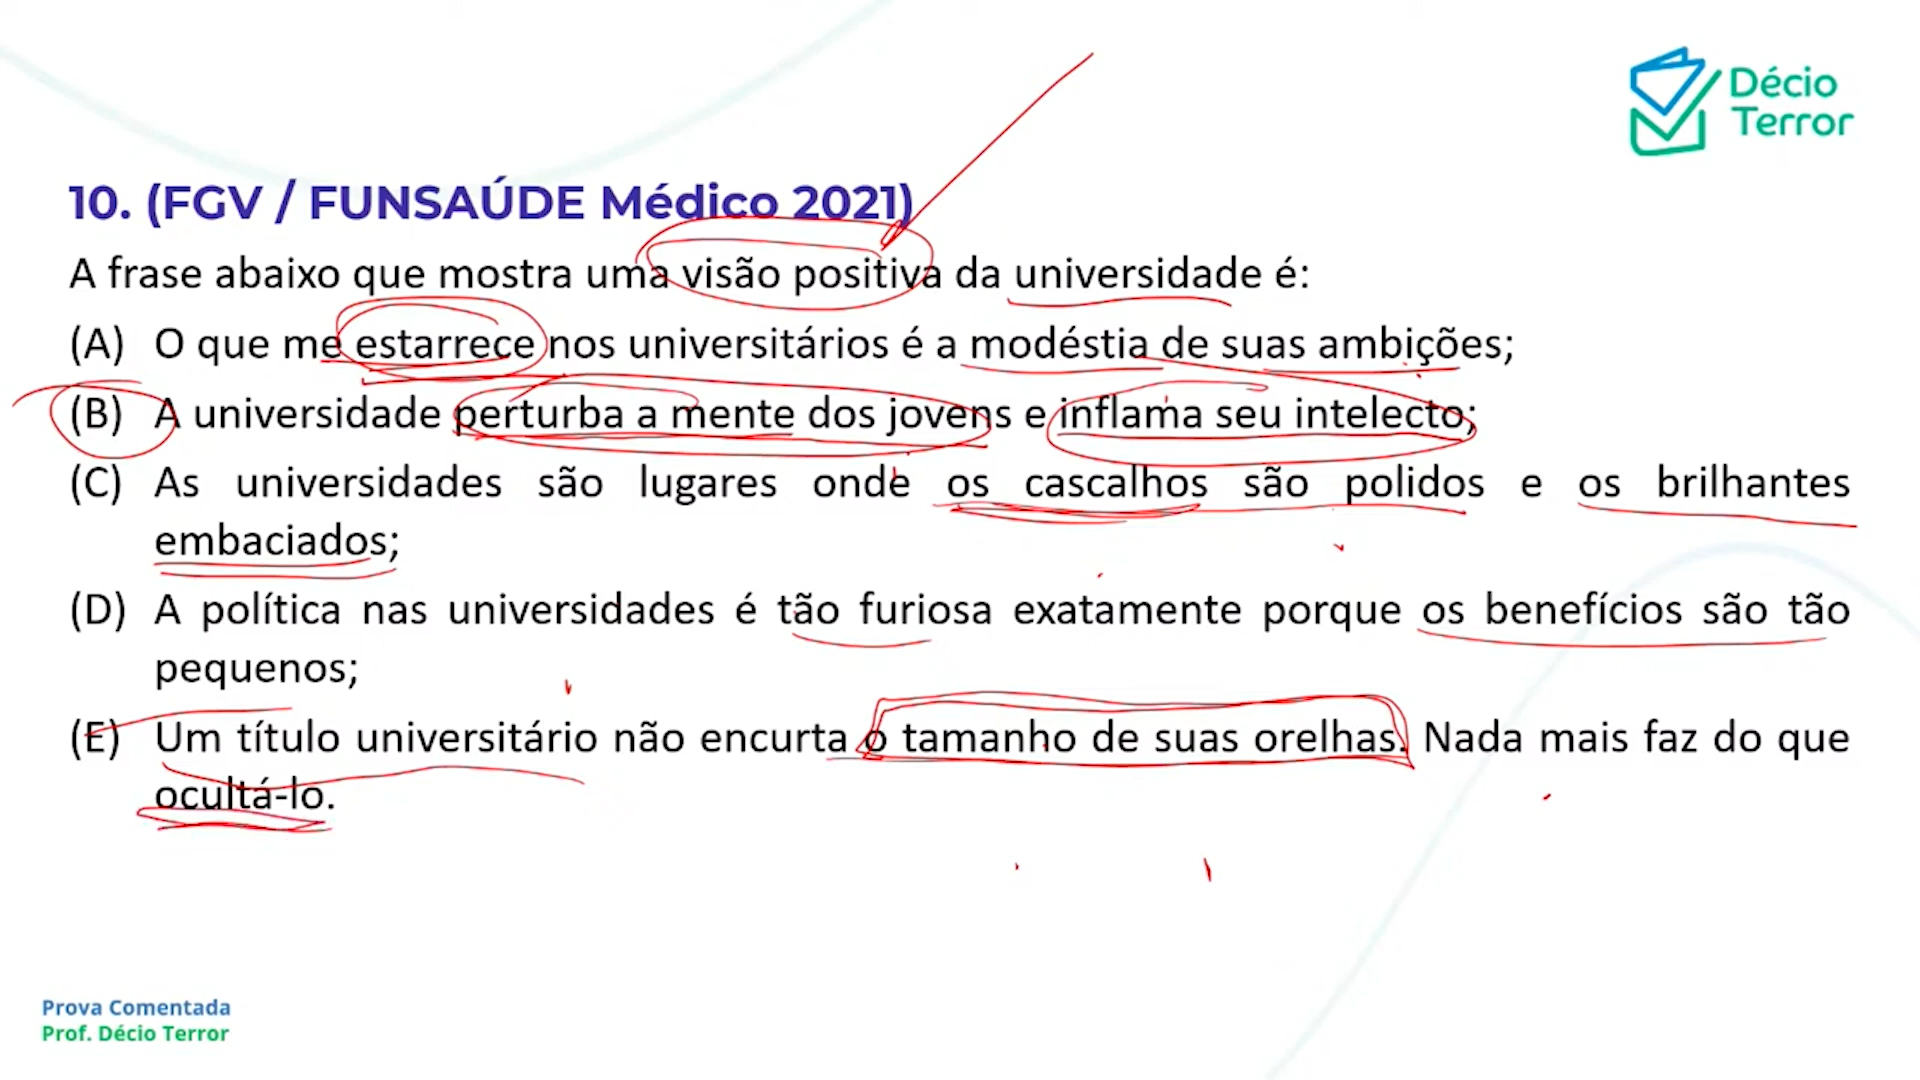 Décio
Terror
10. (FGV / FUNSAÚDE Médico 2021)
A frase abaixo que mostra uma visão positiva da universidade é:
(A) O que me estarrece nos universitários é a modéstia de suas ambições;
(B) A universidade perturba a mente dos jovens e inflama seu intelecto;
(C) As universidades são lugares onde os cascalhos são polidos e os brilhantes
embaciados;
(D) A política nas universidades é tão furiosa exatamente porque os benefícios são tão
pequenos;
(E) Um título universitário não encurta o tamanho de suas orelhas. Nada mais faz do que
ocultá-lo.
Prova Comentada
Prof. Décio Terror